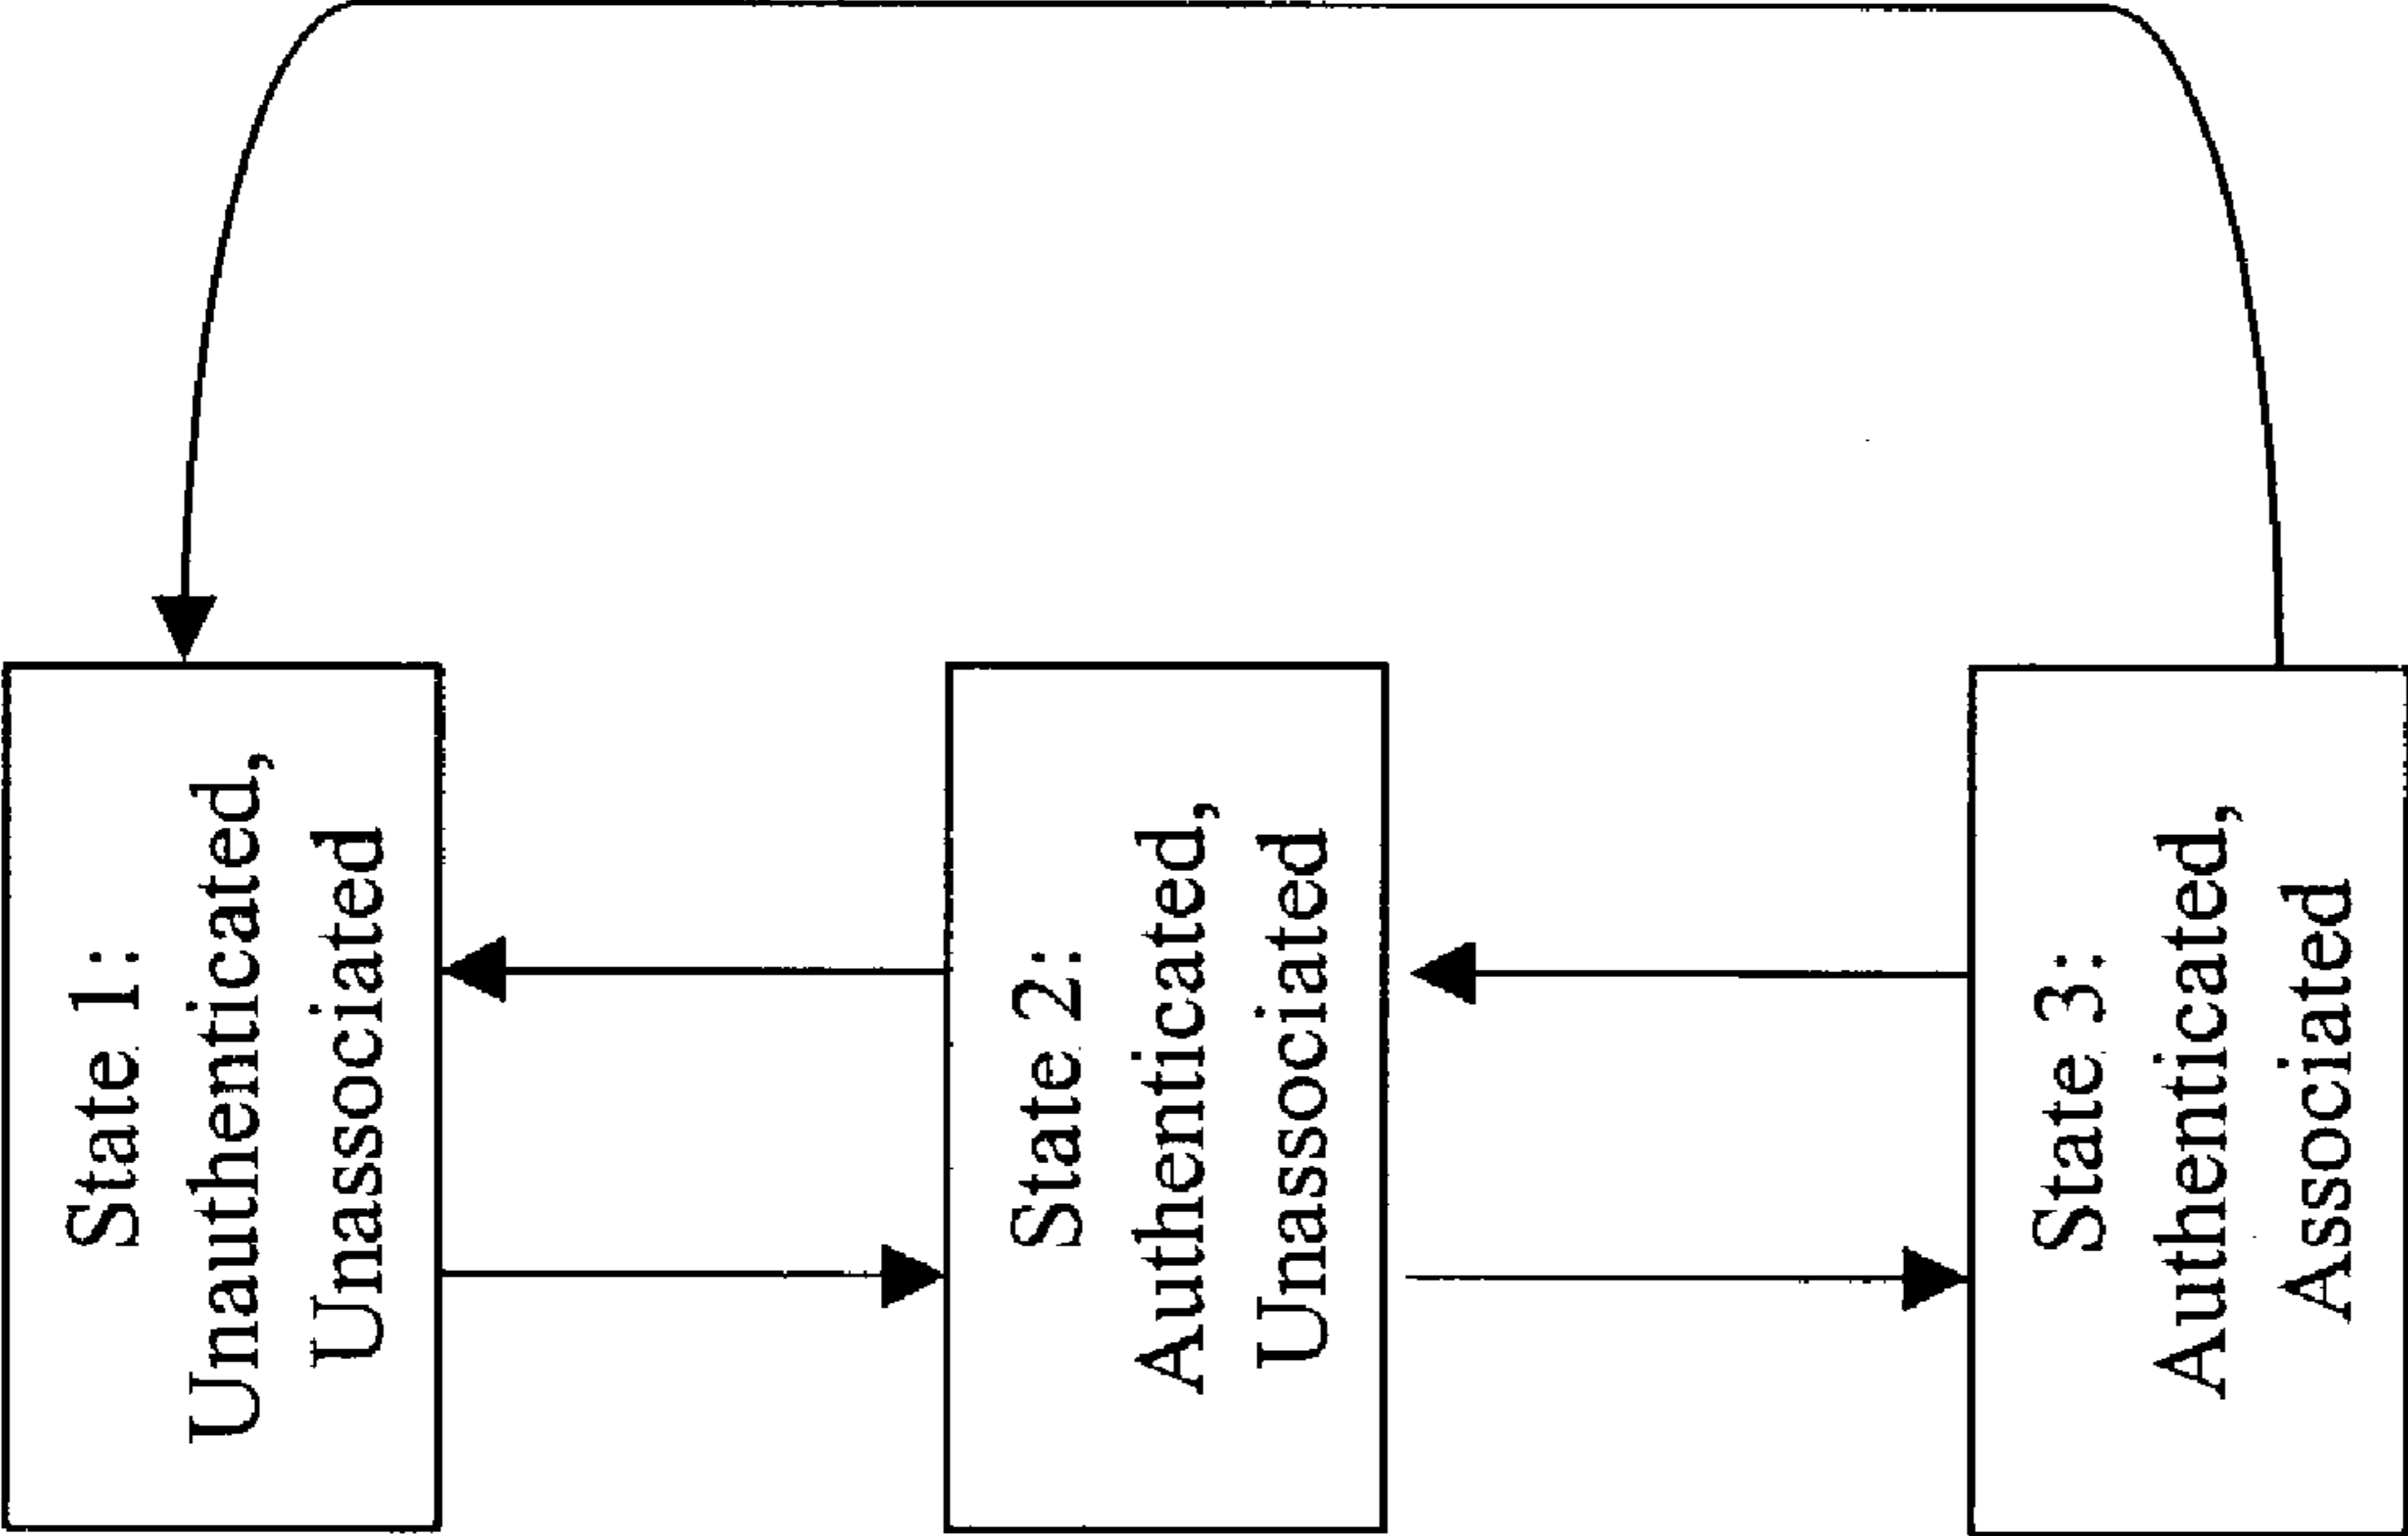 State 1:
Unauthenticated,
Unassociated
State 2:
Authenticated,
Unassociated
State 3:
Authenticated,
Associated